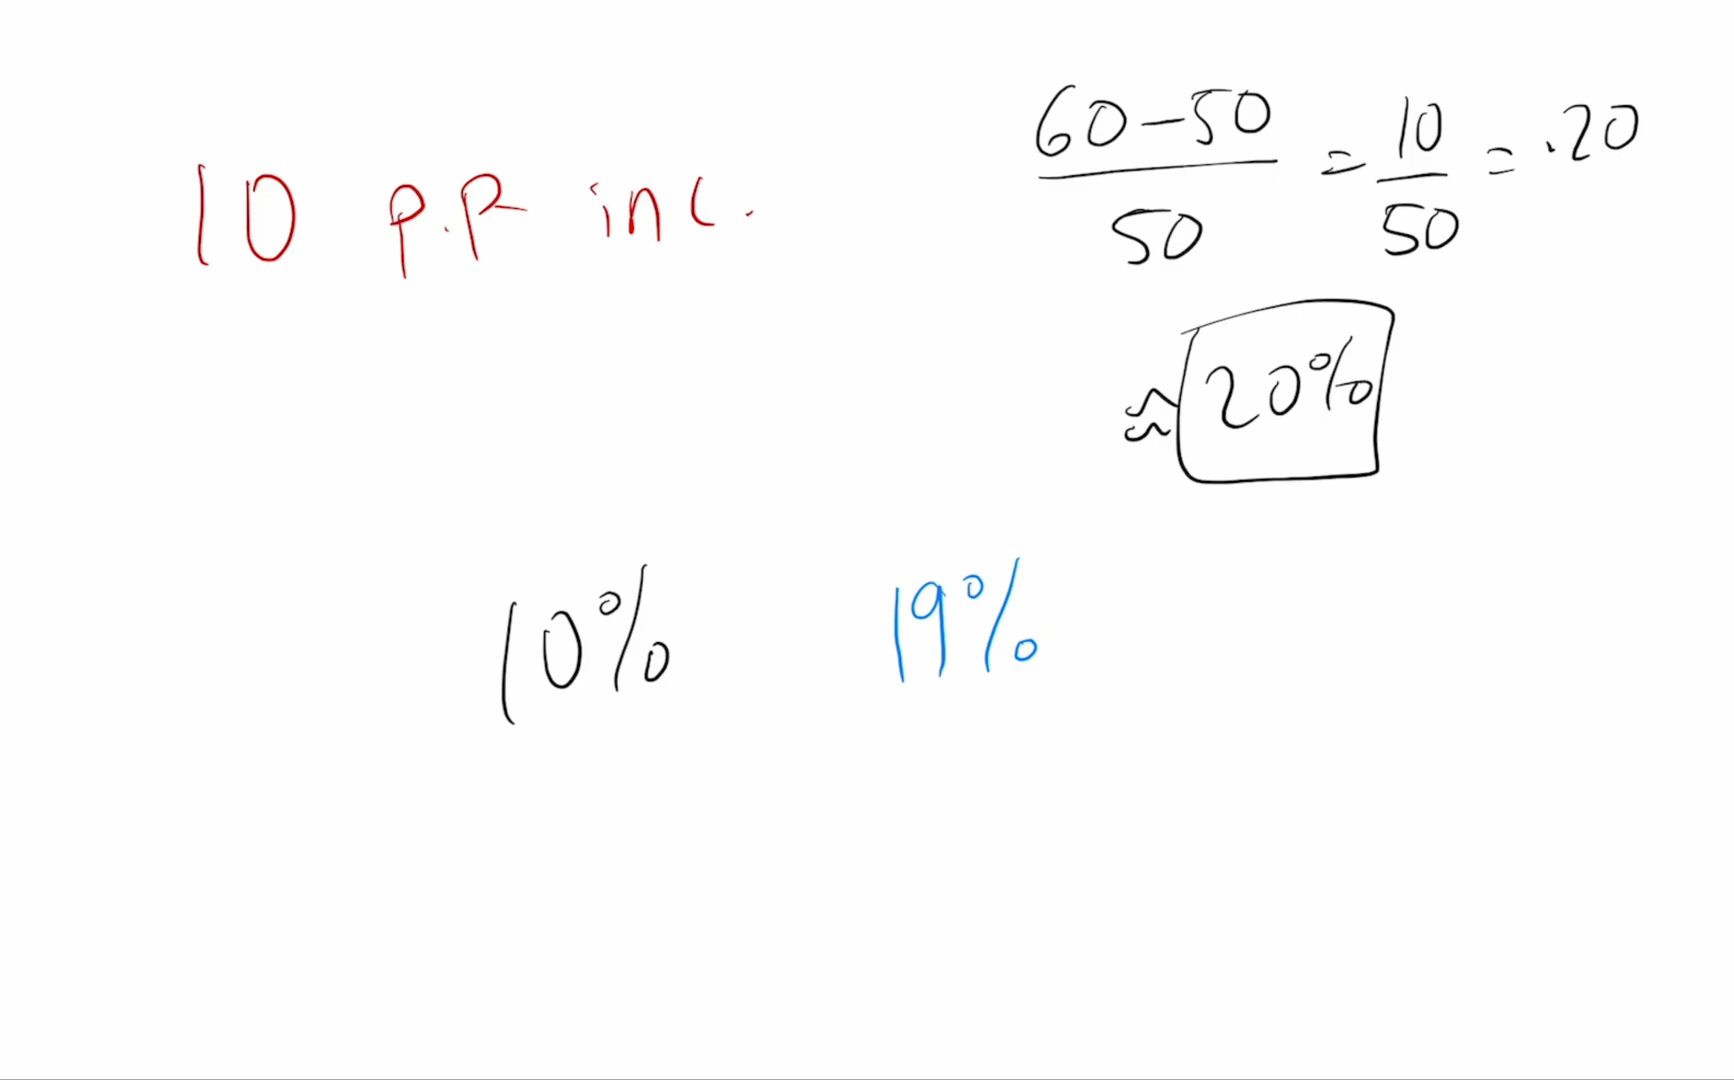 10 p.p inc.
60-50/50 = 10/50 = .20
≈ 20%
10% 19%